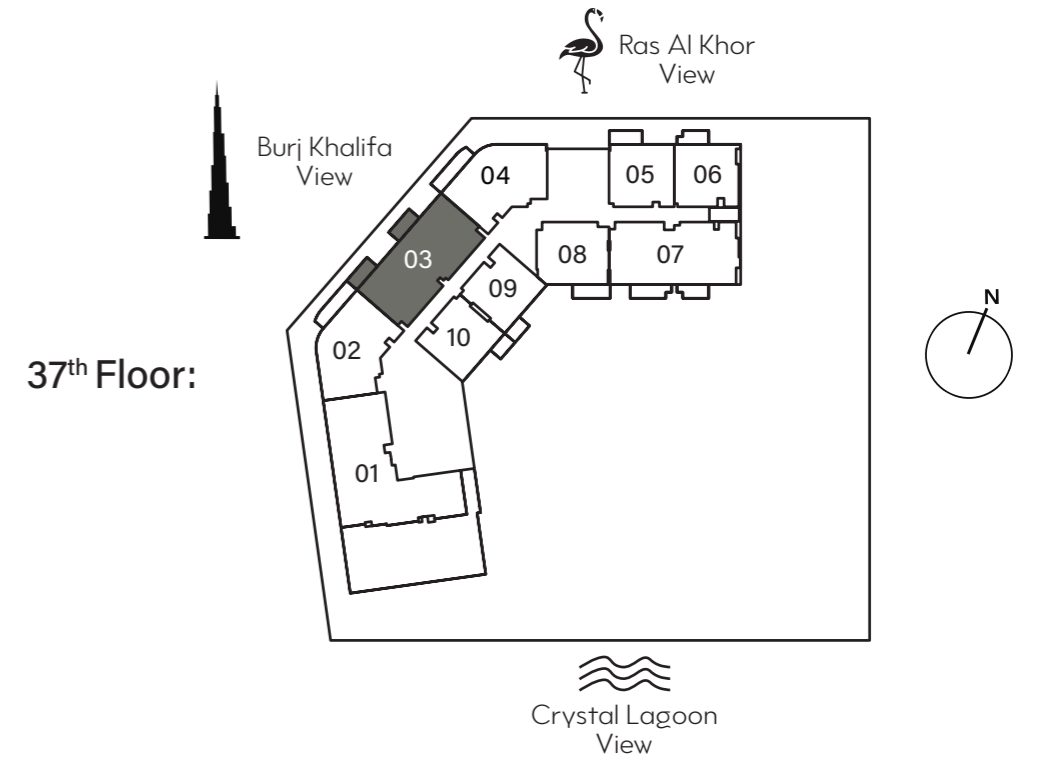 Ras Al Khor
View
Burj Khalifa
View
04
05
06
03
08
07
09
10
02
N
37th Floor:
01
Crystal Lagoon
View